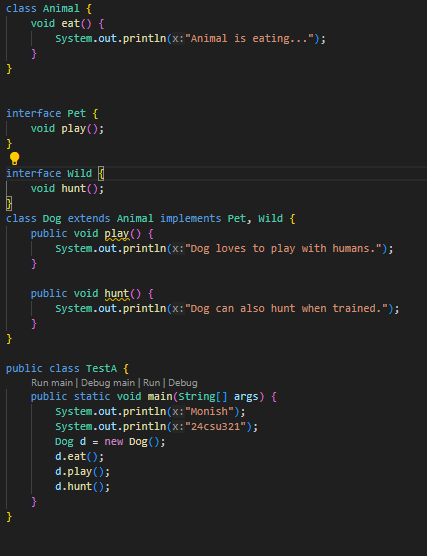 class Animal {
    void eat() {
        System.out.println(x:"Animal is eating...");
    }
}

interface Pet {
    void play();
}

interface Wild {
    void hunt();
}
class Dog extends Animal implements Pet, Wild {
    public void play() {
        System.out.println(x:"Dog loves to play with humans.");
    }

    public void hunt() {
        System.out.println(x:"Dog can also hunt when trained.");
    }
}

public class TestA {
    Run main | Debug main | Run | Debug
    public static void main(String[] args) {
        System.out.println(x:"Monish");
        System.out.println(x:"24csu321");
        Dog d = new Dog();
        d.eat();
        d.play();
        d.hunt();
    }
}